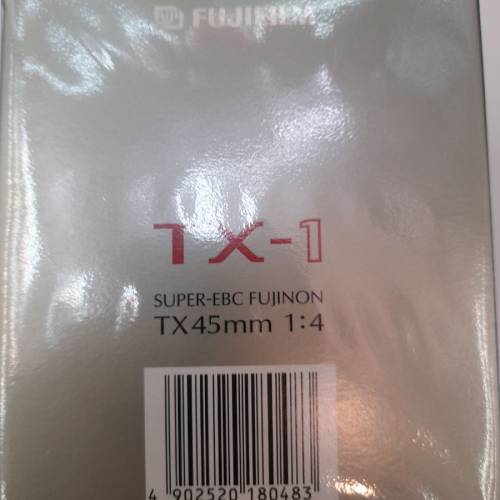 FUJIFILM
TX-1
SUPER-EBC FUJINON
TX45mm 1:4
4 902520 180483